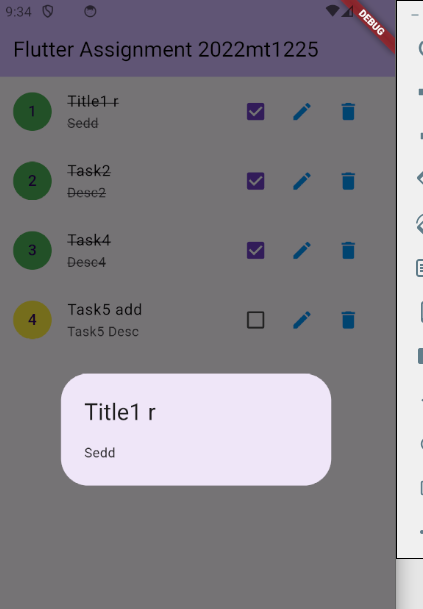 9:34
DEBUG
Flutter Assignment 2022mt1225
1
Title1 r
Sedd
2
Task2
Desc2
3
Task4
Desc4
4
Task5 add
Task5 Desc
Title1 r
Sedd